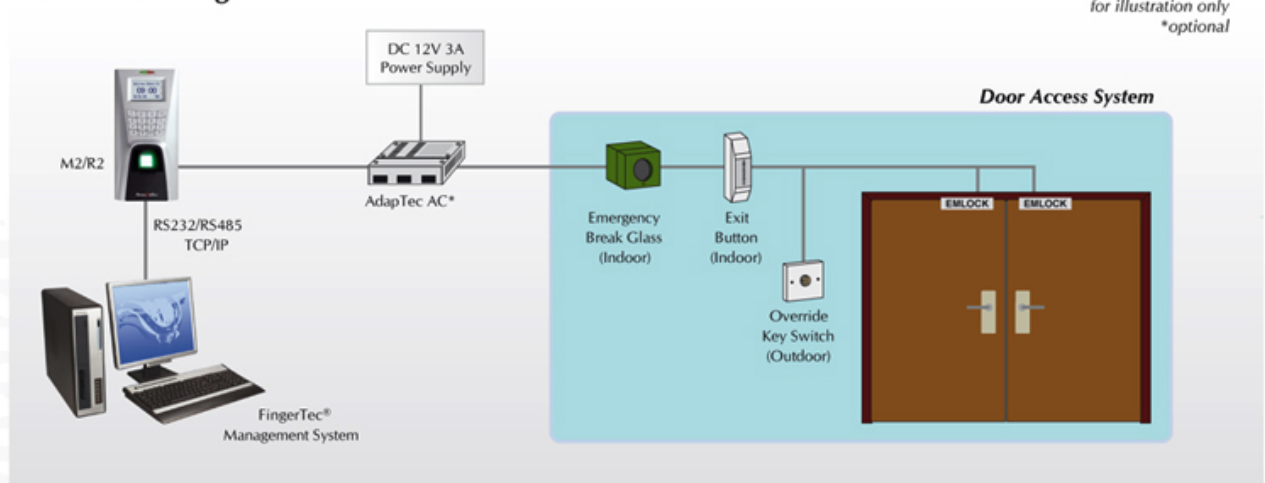 for illustration only
*optional
DC 12V 3A
Power Supply
Door Access System
M2/R2
AdapTec AC*
RS232/RS485
TCP/IP
Emergency
Break Glass
(Indoor)
Exit
Button
(Indoor)
EMLOCK
EMLOCK
Override
Key Switch
(Outdoor)
FingerTec®
Management System